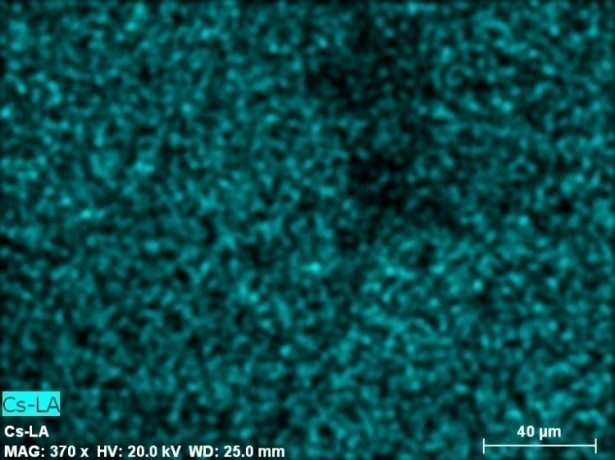 Cs-LA
Cs-LA
40 µm
MAG: 370 x HV: 20.0 kV WD: 25.0 mm